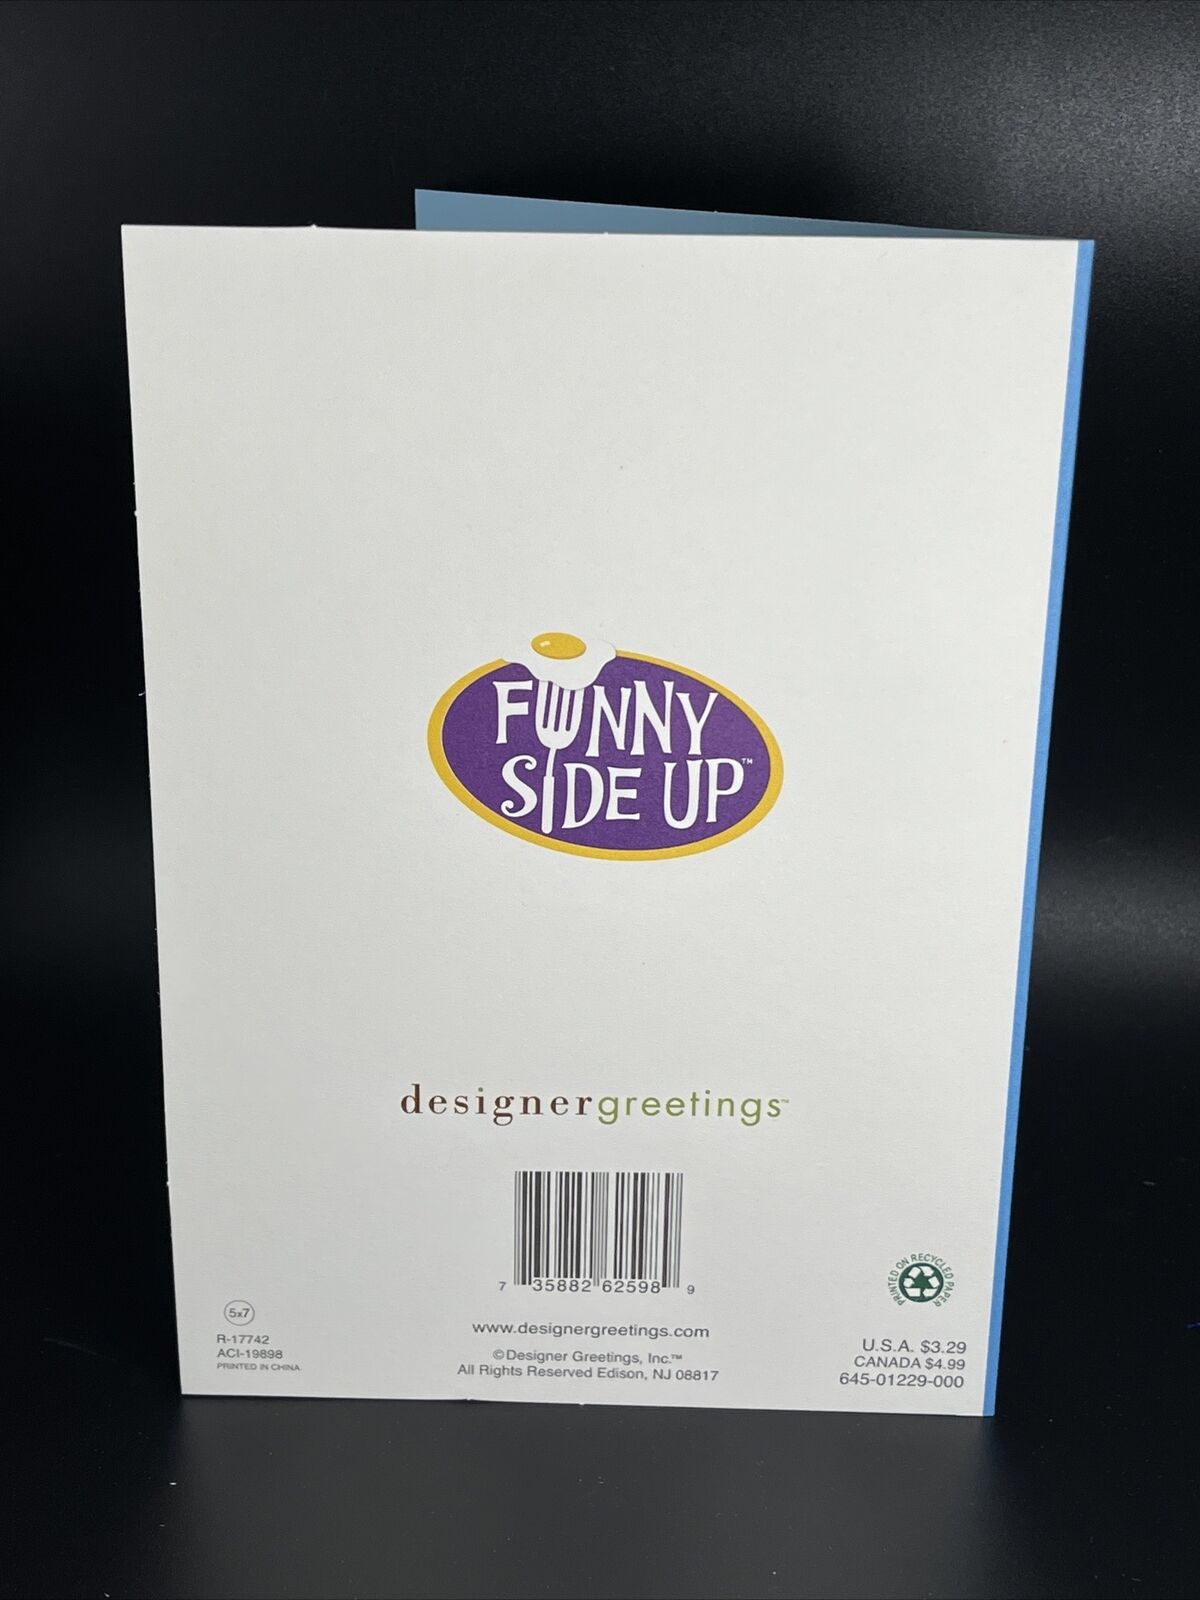 FUNNY
SIDE UP™
designergreetings™
7 35882 62598 9
PRINTED ON RECYCLED PAPER
5x7
R-17742
ACI-19898
PRINTED IN CHINA.
www.designergreetings.com
©Designer Greetings, Inc.™
All Rights Reserved Edison, NJ 08817
U.S.A. $3.29
CANADA $4.99
645-01229-000